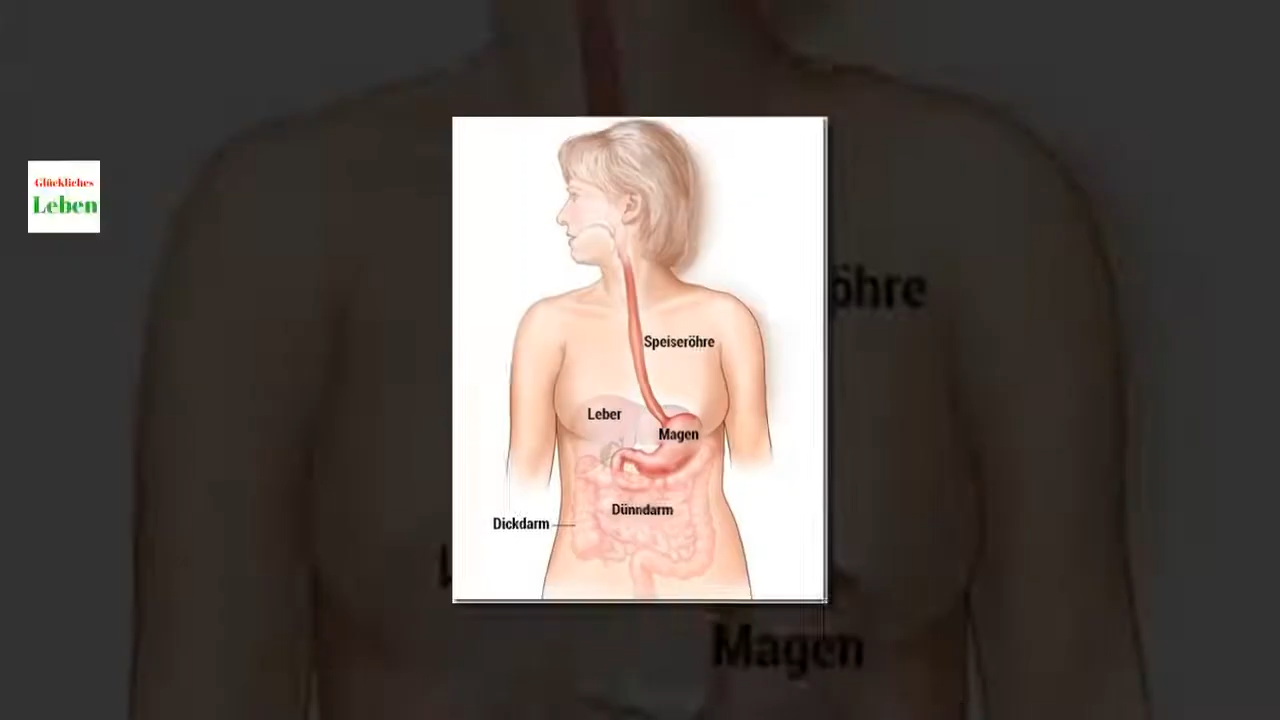 Glückliches
Leben
Speiseröhre
Leber
Magen
Dünndarm
Dickdarm
öhre
Magen